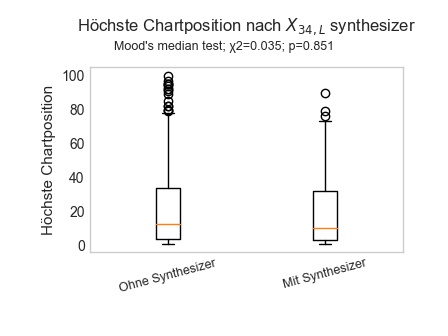 Höchste Chartposition nach X34, L synthesizer
Mood's median test; χ2=0.035; p=0.851
Höchste Chartposition
100
80
60
40
20
0
Ohne Synthesizer
Mit Synthesizer